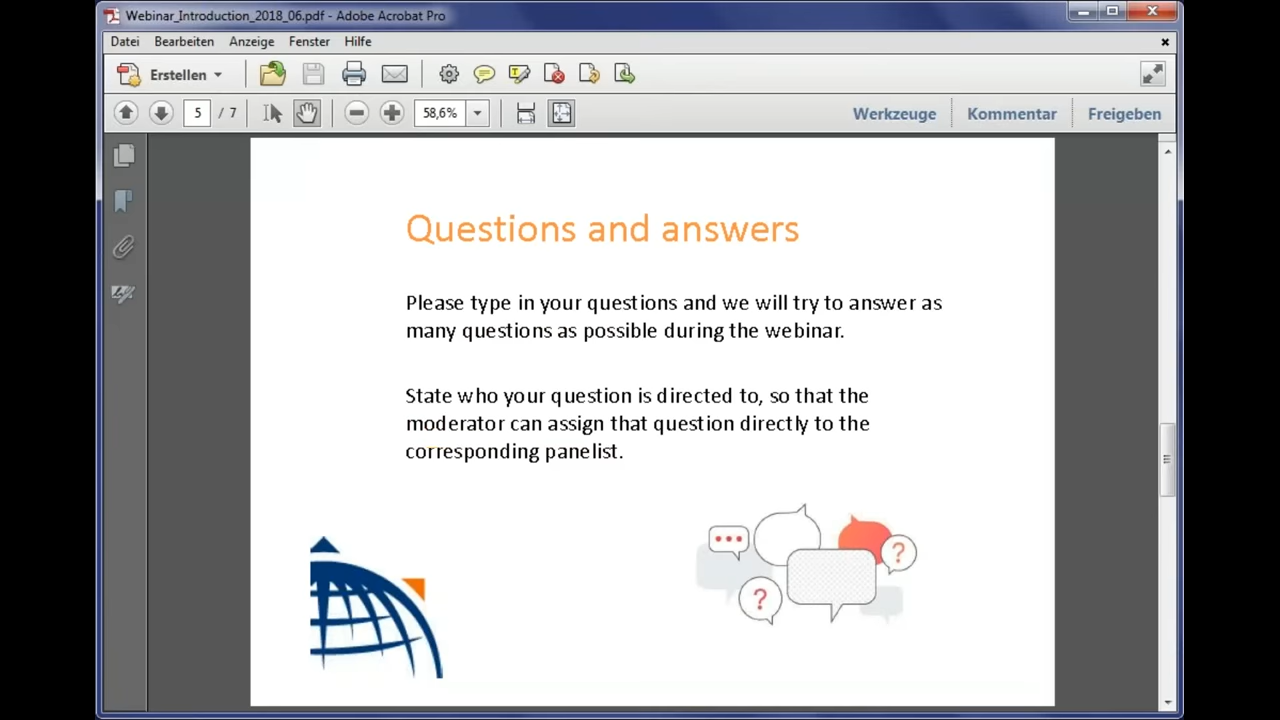 Webinar_Introduction_2018_06.pdf - Adobe Acrobat Pro
Datei Bearbeiten Anzeige Fenster Hilfe
Erstellen
5 / 7 58,6% Werkzeuge Kommentar Freigeben
Questions and answers
Please type in your questions and we will try to answer as
many questions as possible during the webinar.
State who your question is directed to, so that the
moderator can assign that question directly to the
corresponding panelist.
?
?